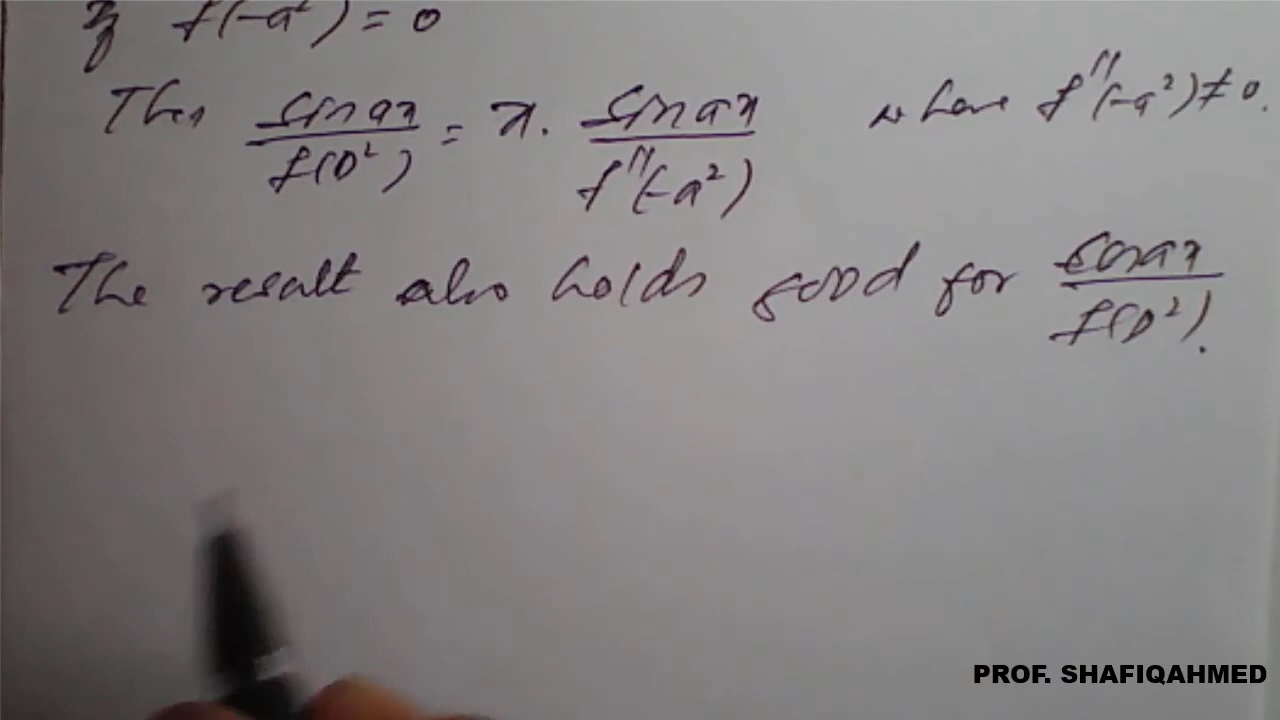 If f(-a²) = 0
Then sin ax / f(D²) = x. sin ax / f''(-a²) where f''(-a²) ≠ 0.
The result also holds good for cos ax / f(D²).
PROF. SHAFIQAHMED